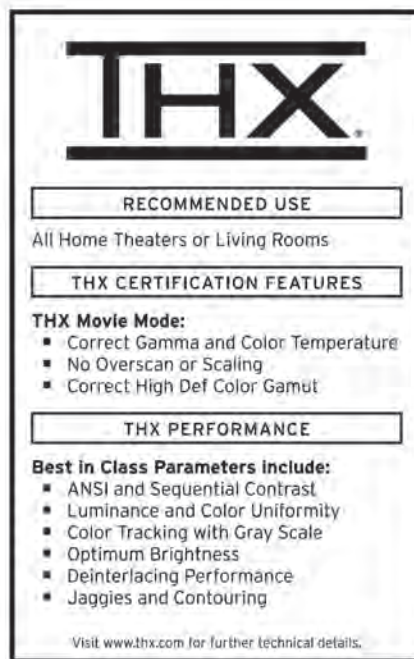 THX
RECOMMENDED USE
All Home Theaters or Living Rooms
THX CERTIFICATION FEATURES
THX Movie Mode:
▪ Correct Gamma and Color Temperature
▪ No Overscan or Scaling
▪ Correct High Def Color Gamut
THX PERFORMANCE
Best in Class Parameters include:
▪ ANSI and Sequential Contrast
▪ Luminance and Color Uniformity
▪ Color Tracking with Gray Scale
▪ Optimum Brightness
▪ Deinterlacing Performance
▪ Jaggies and Contouring
Visit www.thx.com for further technical details.